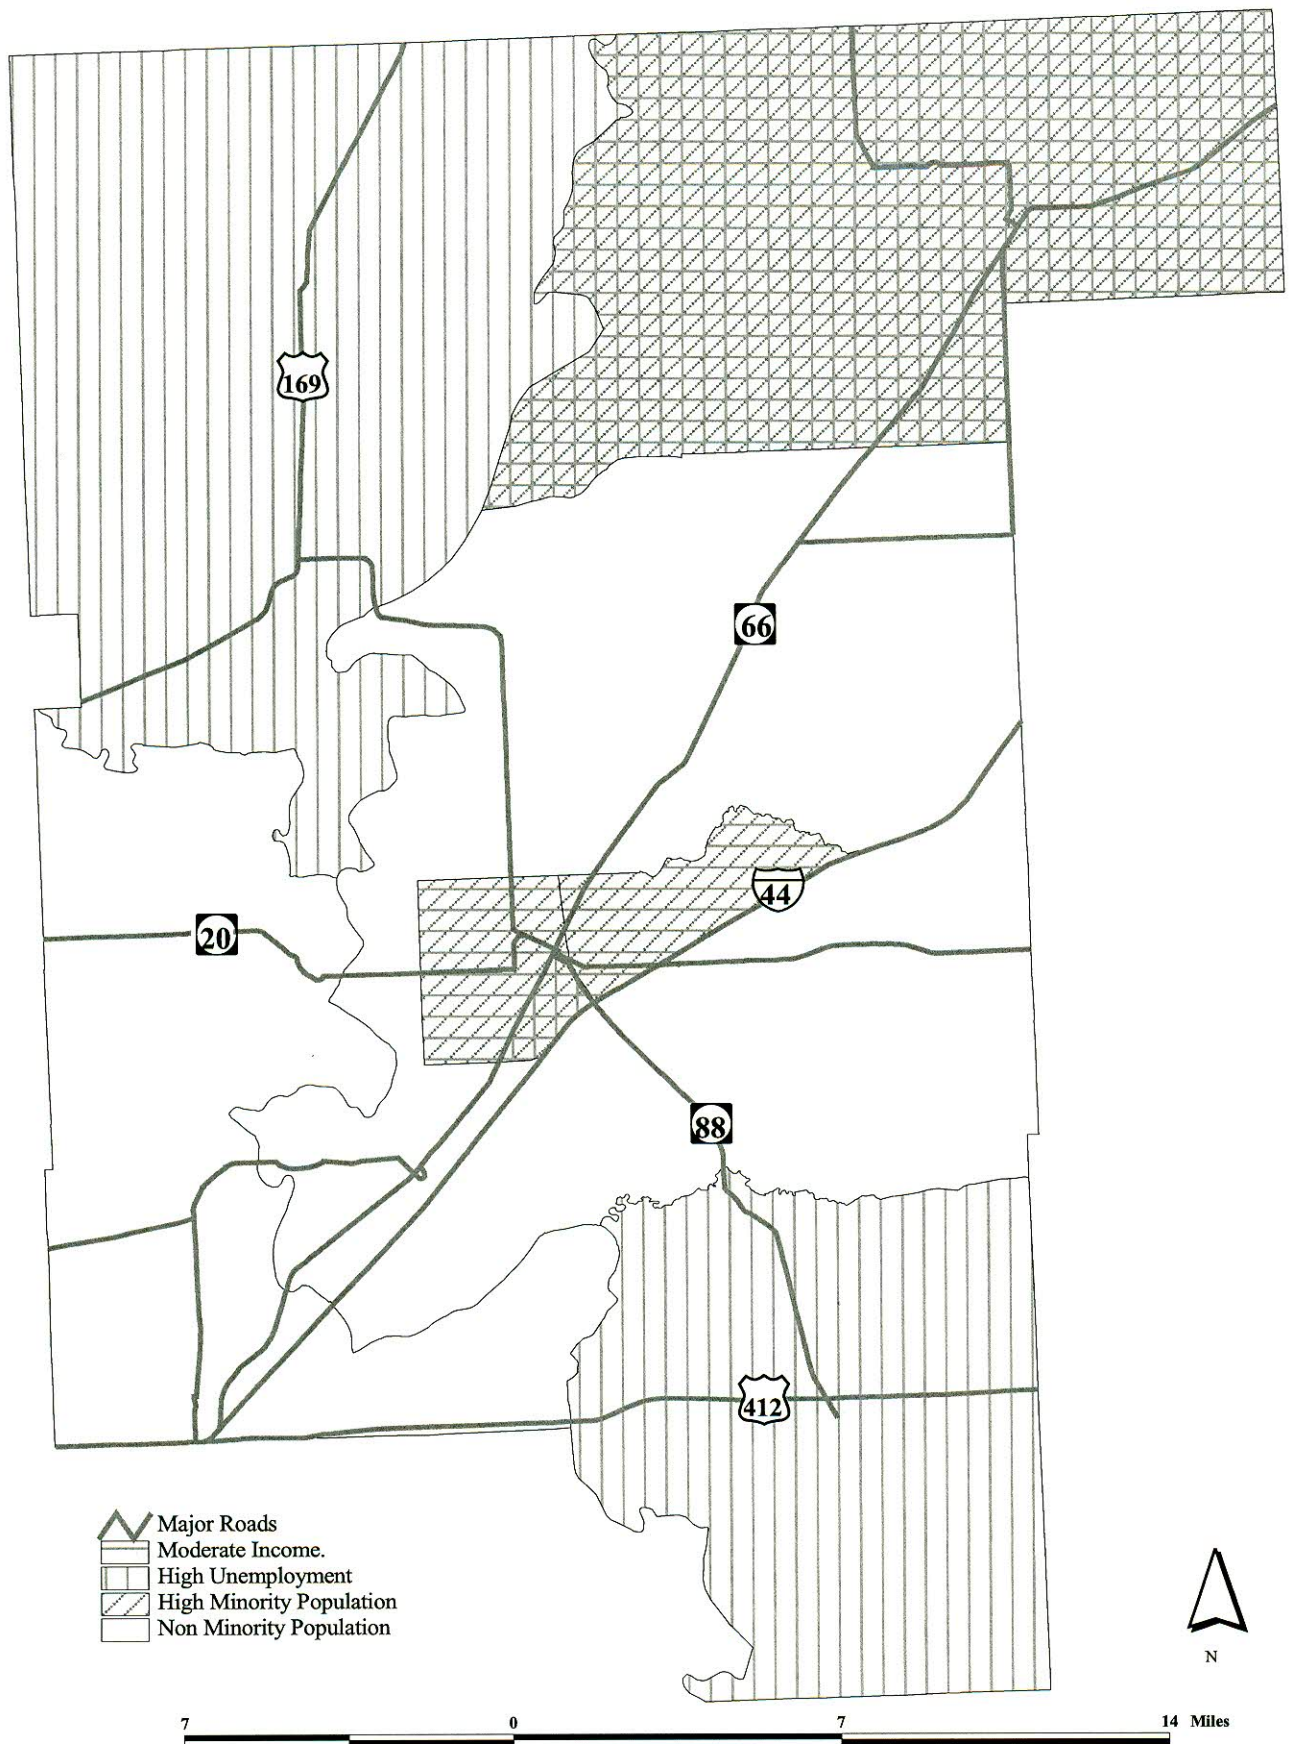 169
66
44
20
88
412
Major Roads
Moderate Income.
High Unemployment
High Minority Population
Non Minority Population
N
7 0 7 14 Miles